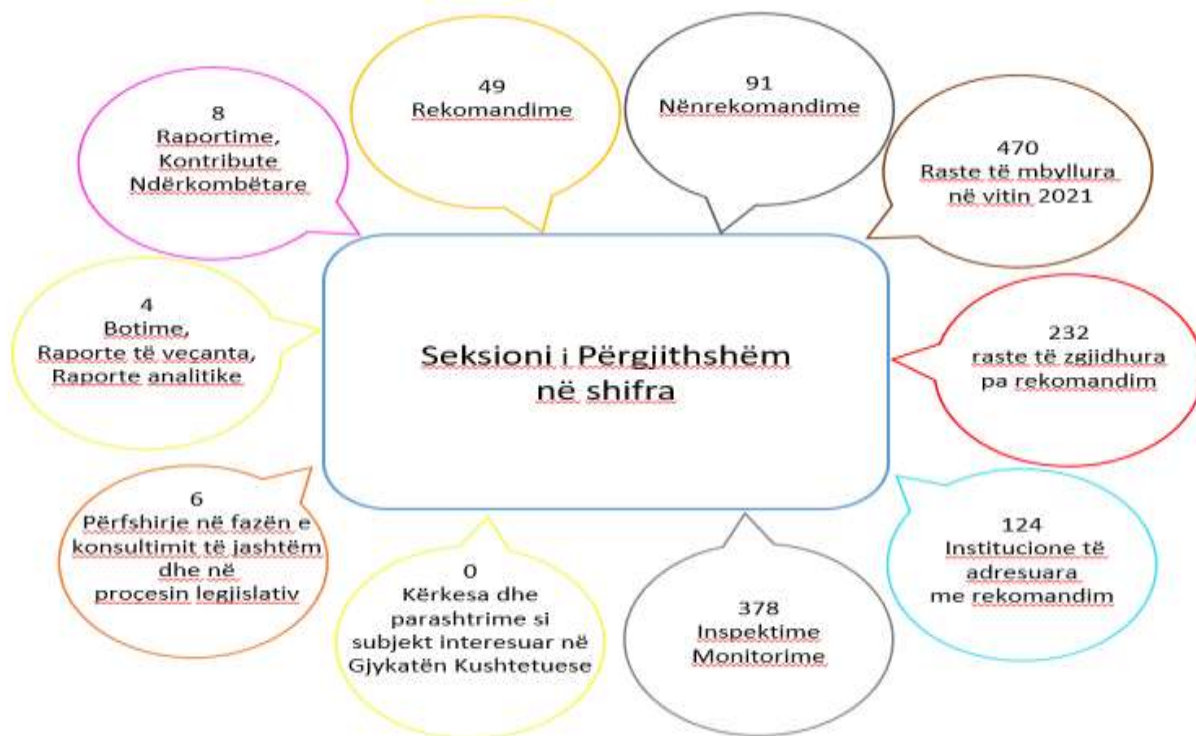 8
Raportime,
Kontribute
Ndërkombëtare
49
Rekomandime
91
Nënrekomandime
470
Raste të mbyllura
në vitin 2021
4
Botime,
Raporte të veçanta,
Raporte analitike
Seksioni i Përgjithshëm
në shifra
232
raste të zgjidhura
pa rekomandim
6
Përfshirje në fazën e
konsultimit të jashtëm
dhe në
proçesin legjislativ
0
Kërkesa dhe
parashtrime si
subjekt interesuar në
Gjykatën Kushtetuese
378
Inspektime
Monitorime
124
Institucione të
adresuara
me rekomandim